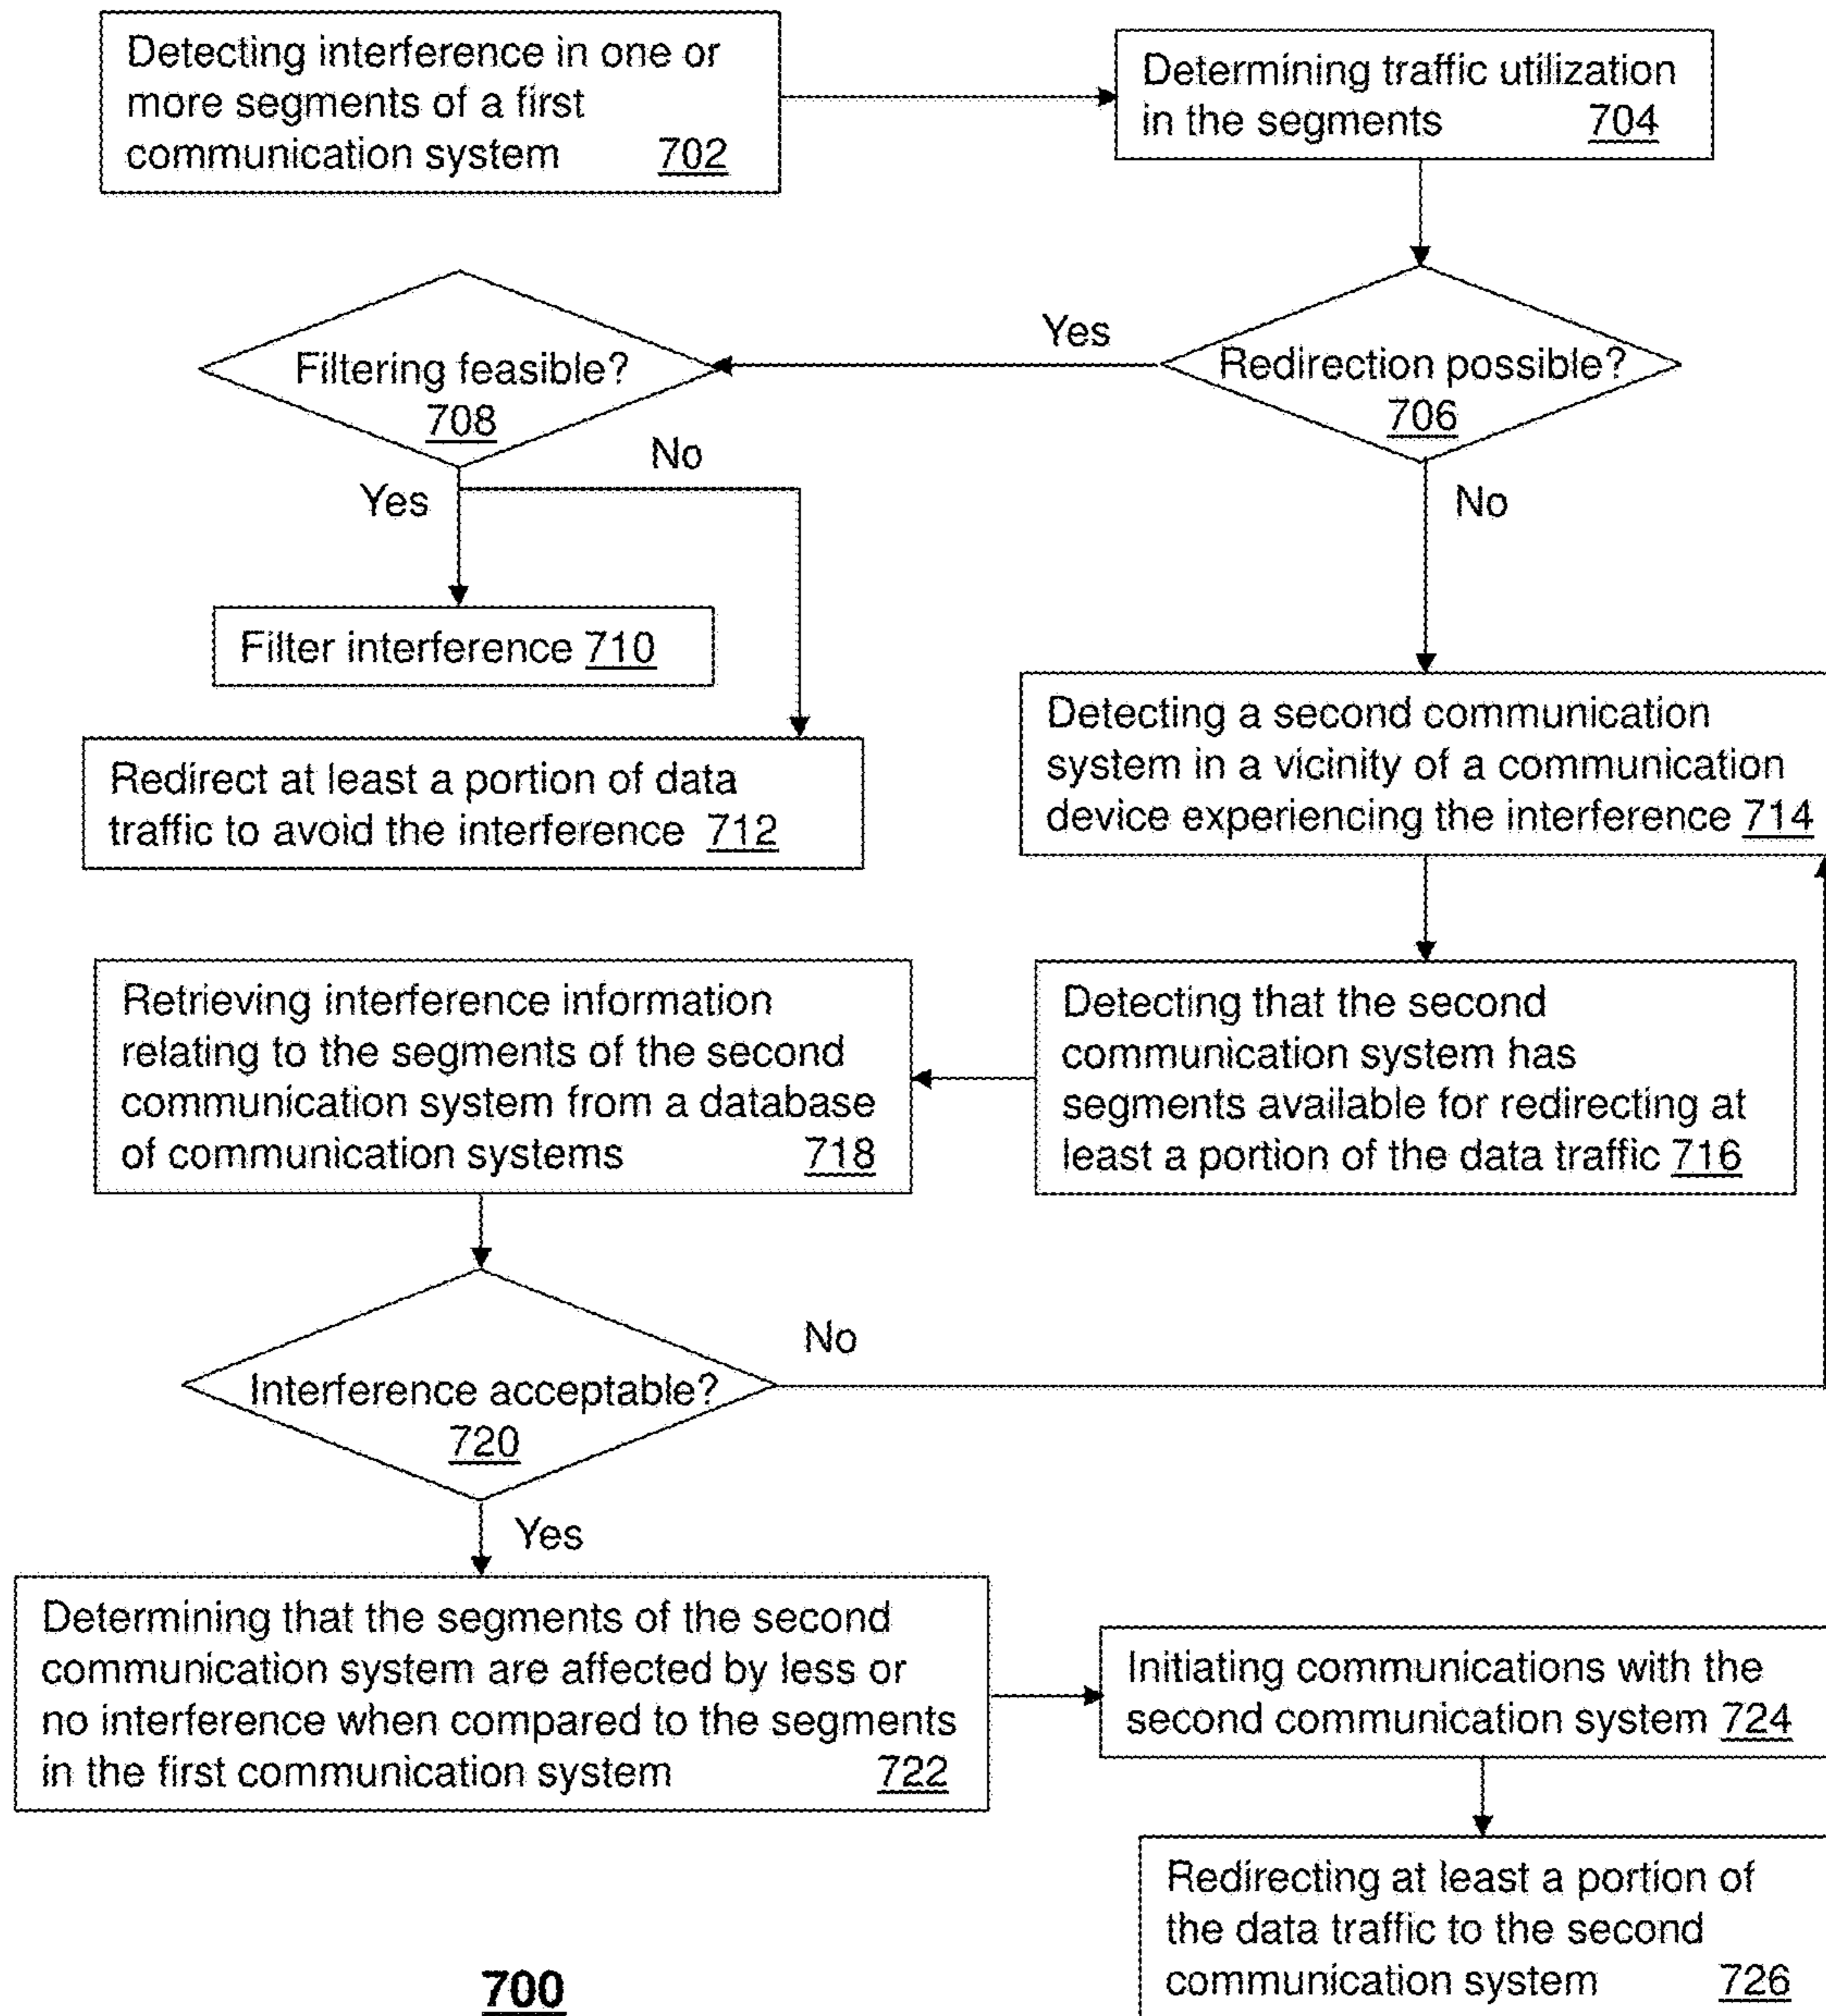 Detecting interference in one or
more segments of a first
communication system 702
Determining traffic utilization
in the segments 704
Redirection possible?
706
Yes
No
Filtering feasible?
708
Yes
No
Filter interference 710
Redirect at least a portion of data
traffic to avoid the interference 712
Detecting a second communication
system in a vicinity of a communication
device experiencing the interference 714
Detecting that the second
communication system has
segments available for redirecting at
least a portion of the data traffic 716
Retrieving interference information
relating to the segments of the second
communication system from a database
of communication systems 718
Interference acceptable?
720
No
Yes
Determining that the segments of the second
communication system are affected by less or
no interference when compared to the segments
in the first communication system 722
Initiating communications with the
second communication system 724
Redirecting at least a portion of
the data traffic to the second
communication system 726
700